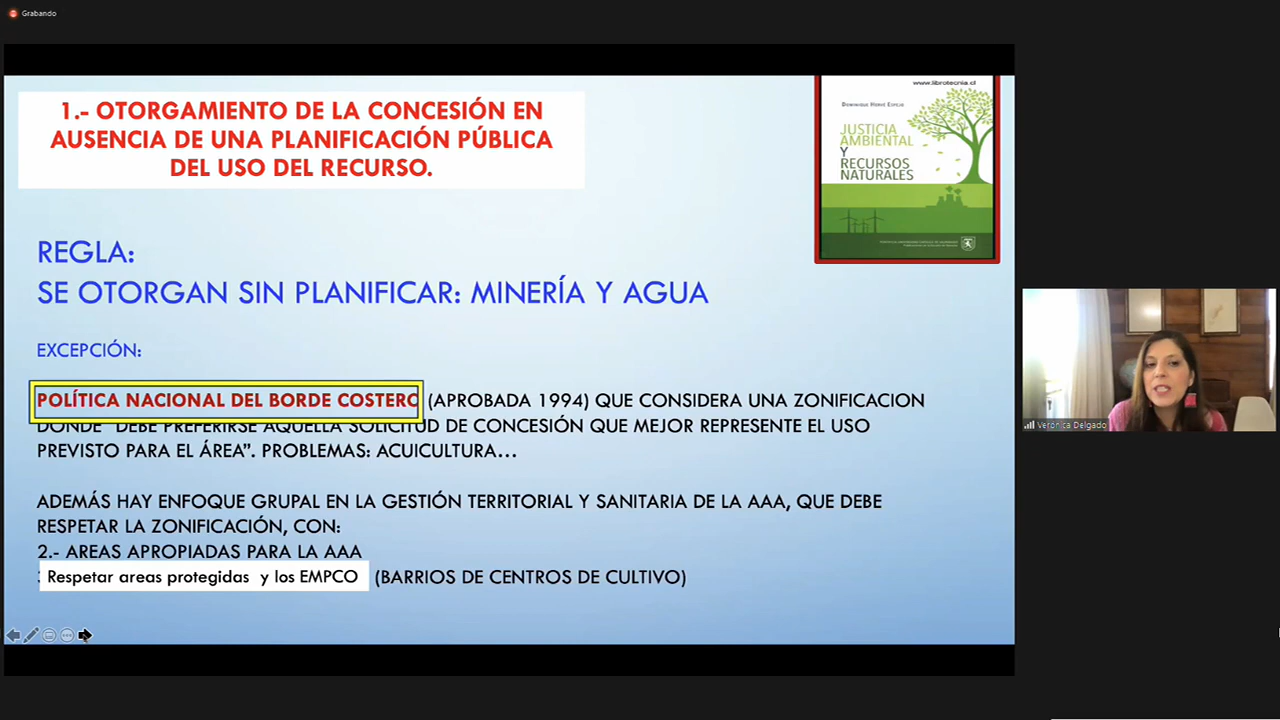 Grabando
1.- OTORGAMIENTO DE LA CONCESIÓN EN
AUSENCIA DE UNA PLANIFICACIÓN PÚBLICA
DEL USO DEL RECURSO.
www.librotecnia.cl
JUSTICIA
AMBIENTAL
Y
RECURSOS
NATURALES
REGLA:
SE OTORGAN SIN PLANIFICAR: MINERÍA Y AGUA
EXCEPCIÓN:
POLÍTICA NACIONAL DEL BORDE COSTERO (APROBADA 1994) QUE CONSIDERA UNA ZONIFICACION
DONDE "DEBE PREFERIRSE AQUELLA SOLICITUD DE CONCESIÓN QUE MEJOR REPRESENTE EL USO
PREVISTO PARA EL ÁREA". PROBLEMAS: ACUICULTURA...
ADEMÁS HAY ENFOQUE GRUPAL EN LA GESTIÓN TERRITORIAL Y SANITARIA DE LA AAA, QUE DEBE
RESPETAR LA ZONIFICACIÓN, CON:
2.- AREAS APROPIADAS PARA LA AAA
Respetar areas protegidas y los EMPCO (BARRIOS DE CENTROS DE CULTIVO)
Verónica Delgado